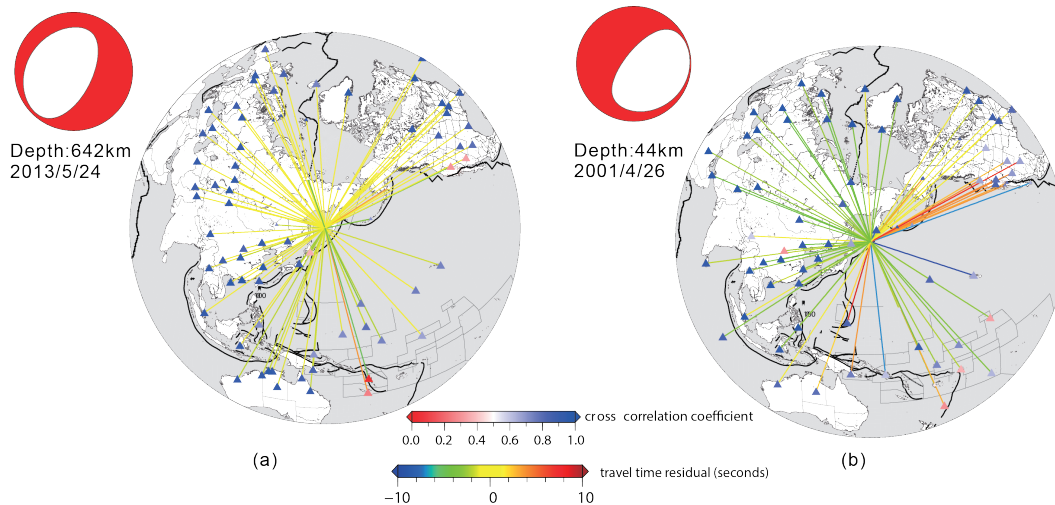 Depth:642km
2013/5/24
Depth:44km
2001/4/26
150
cross correlation coefficient
0.0 0.2 0.4 0.6 0.8 1.0
(a)
(b)
travel time residual (seconds)
−10 0 10